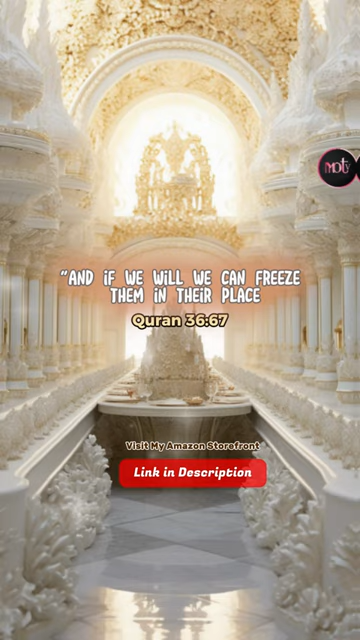 "AND iF WE WiLL WE CAN FREEZE
THEM iN THEiR PLACE
Quran 36:67
Visit My Amazon Storefront
Link in Description